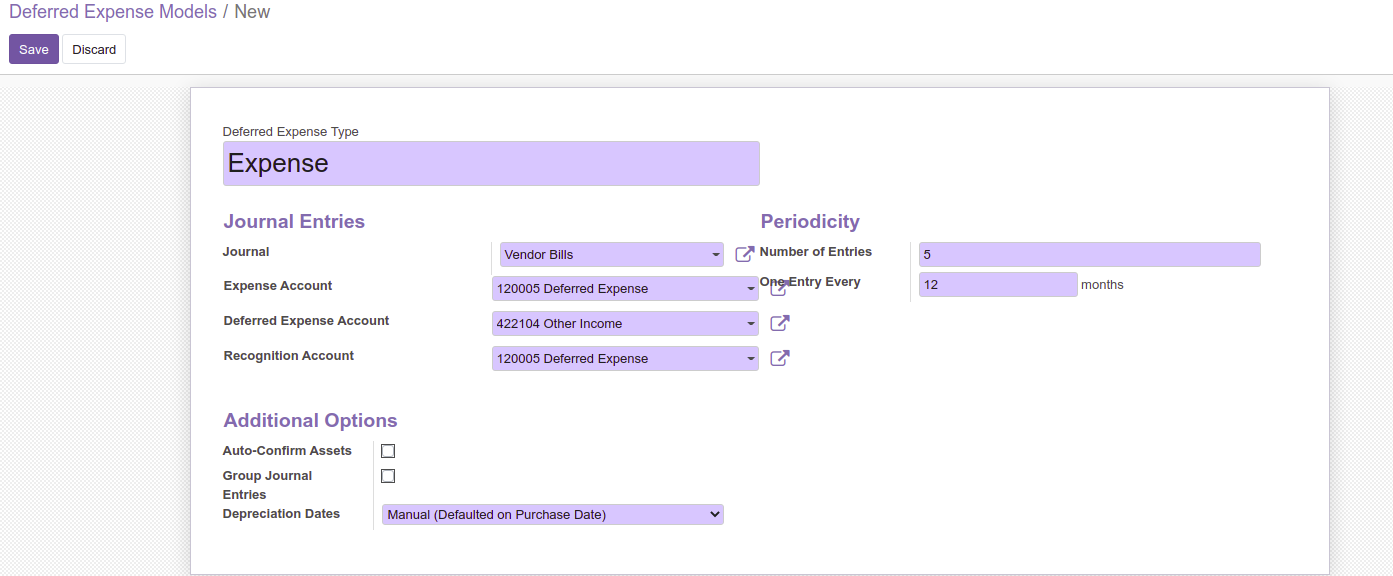 Deferred Expense Models / New
Save Discard
Deferred Expense Type
Expense
Journal Entries
Journal
Vendor Bills
Expense Account
120005 Deferred Expense
Deferred Expense Account
422104 Other Income
Recognition Account
120005 Deferred Expense
Periodicity
Number of Entries
5
One Entry Every
12 months
Additional Options
Auto-Confirm Assets
Group Journal
Entries
Depreciation Dates
Manual (Defaulted on Purchase Date)